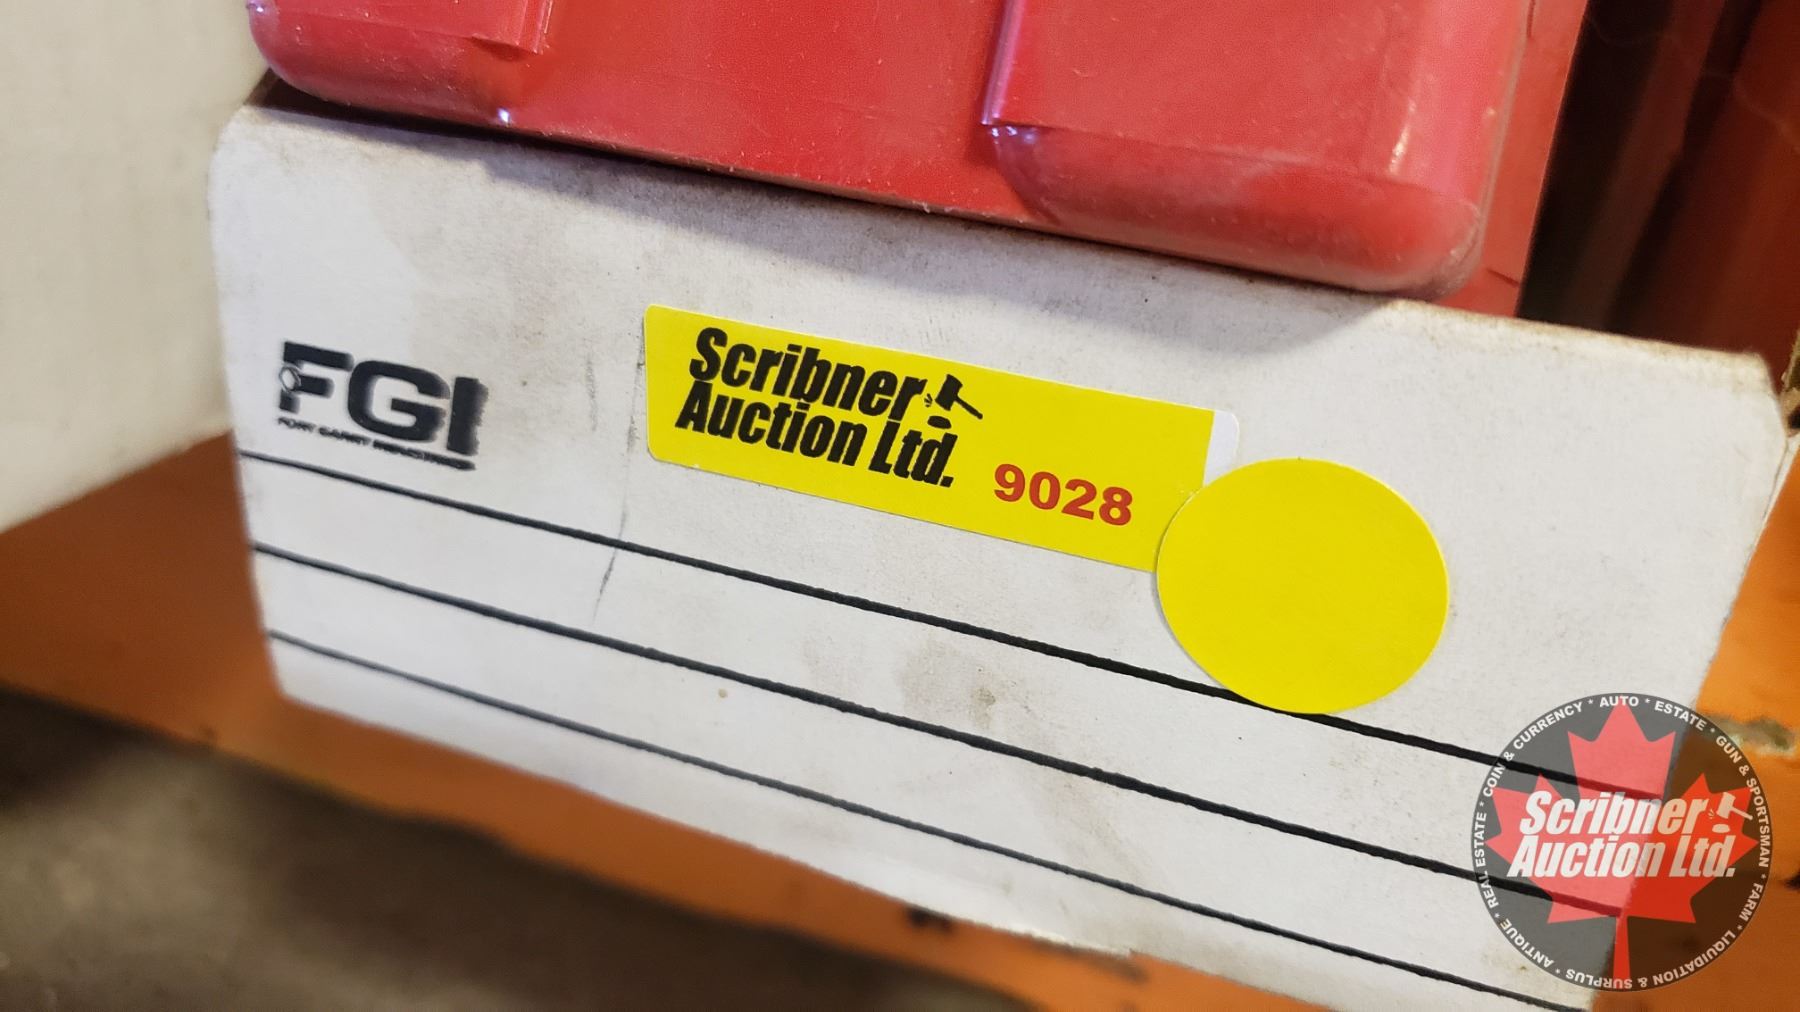 FGI
FORT GARRY INDUSTRIES
Scribner
Auction Ltd.
9028
REAL ESTATE * COIN & CURRENCY * AUTO * ESTATE * GUN & SPORTSMAN * FARM * LIQUIDATION & SURPLUS * ANTIQUE *
Scribner
Auction Ltd.